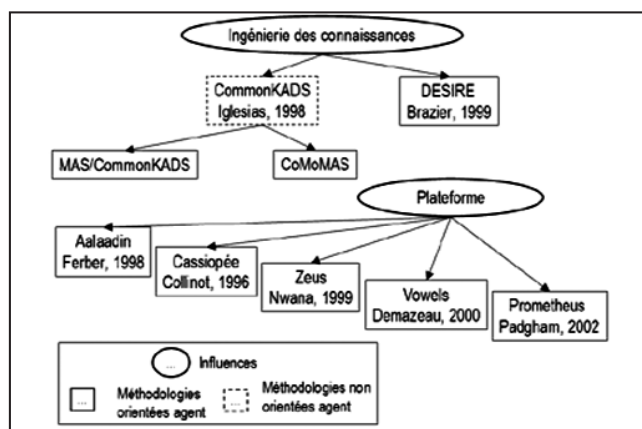 Ingénierie des connaissances
CommonKADS
Iglesias, 1998
DESIRE
Brazier, 1999
MAS/CommonKADS
CoMoMAS
Plateforme
Aalaadin
Ferber, 1998
Cassiopée
Collinot, 1996
Zeus
Nwana, 1999
Vowels
Demazeau, 2000
Prometheus
Padgham, 2002
... Influences
... Méthodologies
orientées agent
... Méthodologies non
orientées agent